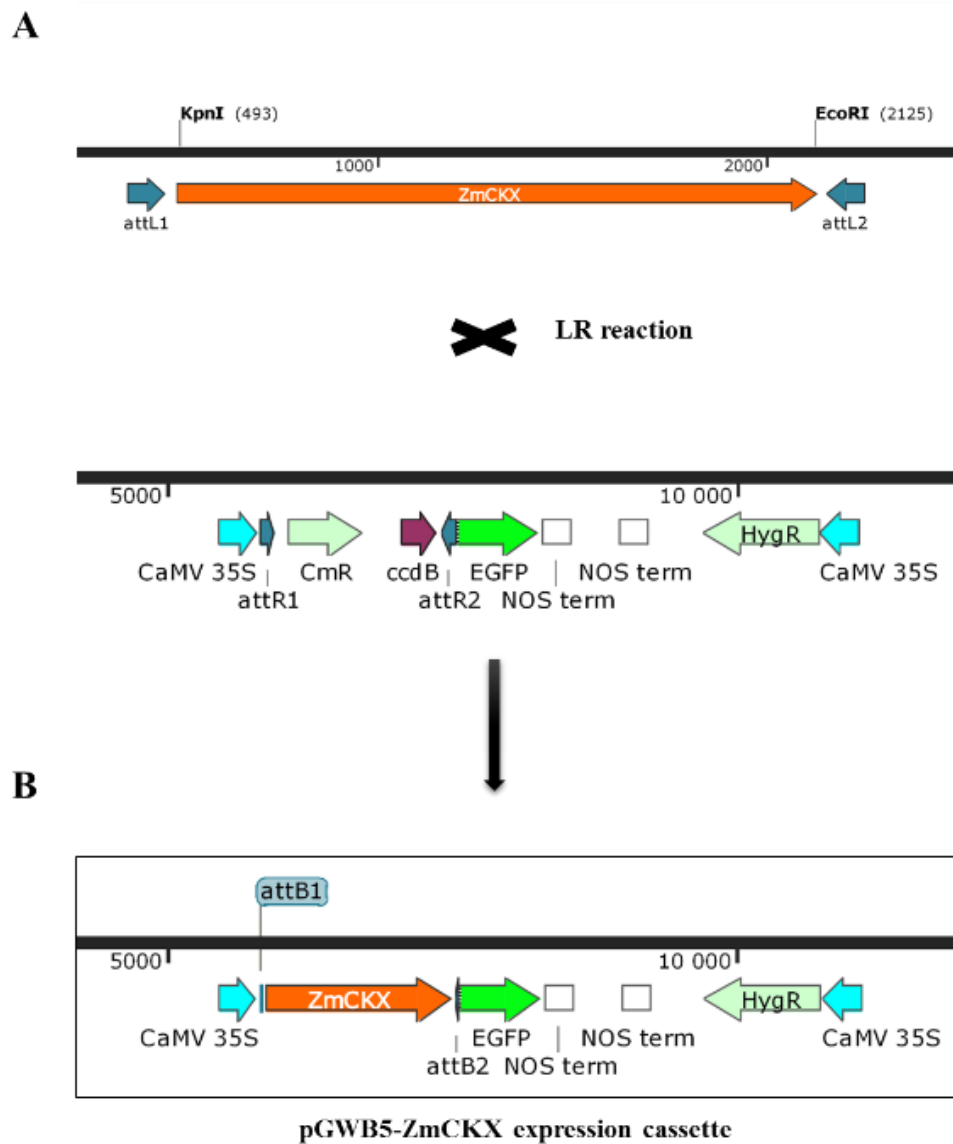 A
KpnI (493) EcoRI (2125)
1000 2000
ZmCKX
attL1 attL2
LR reaction
5000 10 000
HygR
CaMV 35S CmR ccdB EGFP NOS term CaMV 35S
attR1 attR2 NOS term
B
attB1
5000 10 000
ZmCKX HygR
CaMV 35S EGFP NOS term CaMV 35S
attB2 NOS term
pGWB5-ZmCKX expression cassette